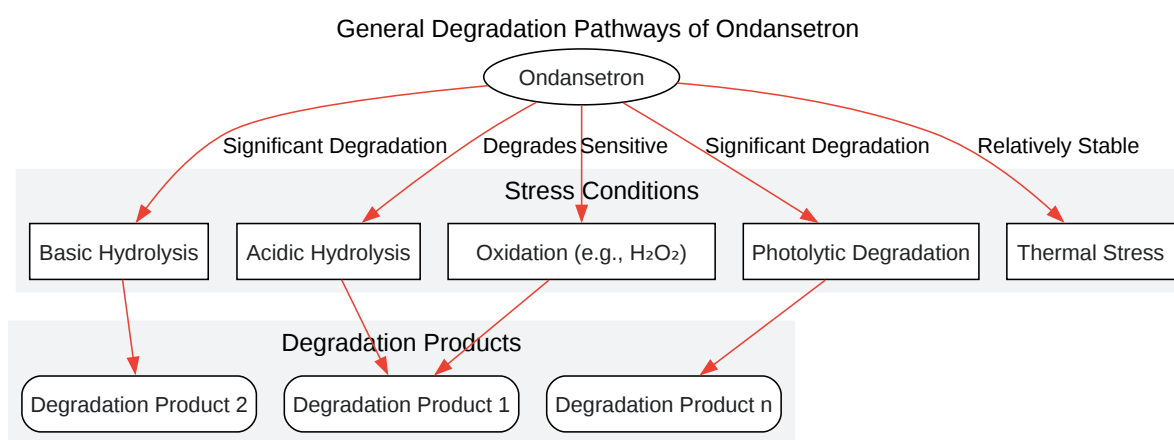 General Degradation Pathways of Ondansetron
Ondansetron
Significant Degradation
Degrades
Sensitive
Significant Degradation
Relatively Stable
Stress Conditions
Basic Hydrolysis
Acidic Hydrolysis
Oxidation (e.g., H₂O₂)
Photolytic Degradation
Thermal Stress
Degradation Products
Degradation Product 2
Degradation Product 1
Degradation Product n